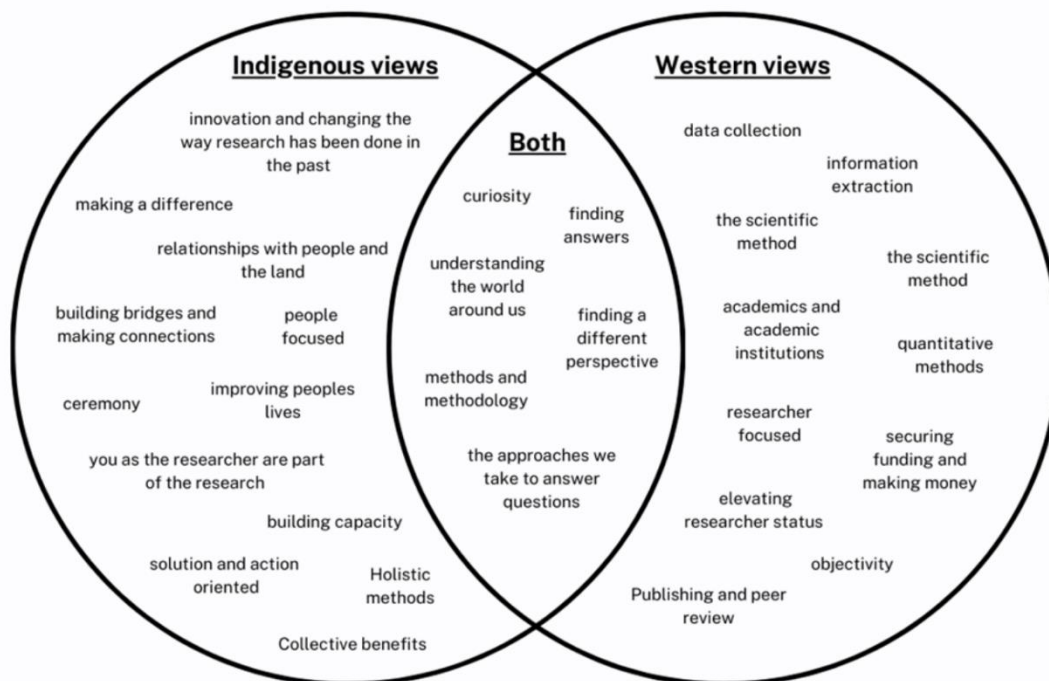 Indigenous views
innovation and changing the
way research has been done in
the past
making a difference
relationships with people and
the land
building bridges and
making connections
people
focused
ceremony
improving peoples
lives
you as the researcher are part
of the research
building capacity
solution and action
oriented
Holistic
methods
Collective benefits
Both
curiosity
finding
answers
understanding
the world
around us
finding a
different
perspective
methods and
methodology
the approaches we
take to answer
questions
Western views
data collection
information
extraction
the scientific
method
the scientific
method
academics and
academic
institutions
quantitative
methods
researcher
focused
securing
funding and
making money
elevating
researcher status
objectivity
Publishing and peer
review